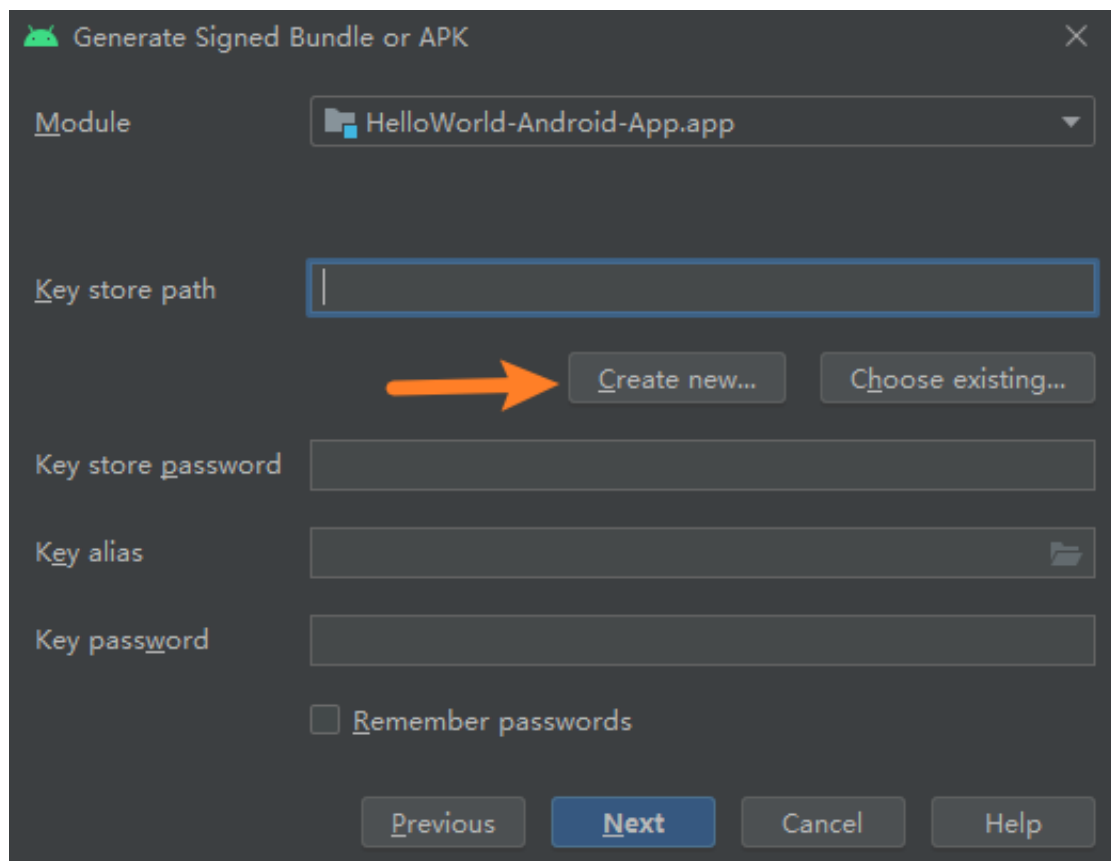 Generate Signed Bundle or APK
Module
HelloWorld-Android-App.app
Key store path
Create new...
Choose existing...
Key store password
Key alias
Key password
Remember passwords
Previous
Next
Cancel
Help